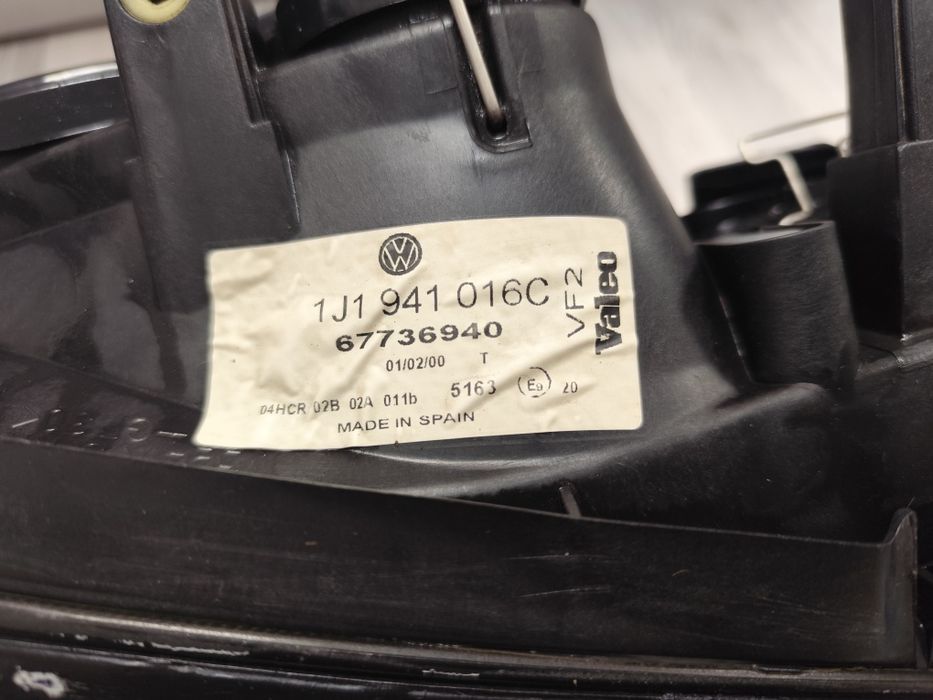 VW
1J1 941 016C
67736940
01/02/00 T
04HCR 02B 02A 011b 5163 E9 20
MADE IN SPAIN
VF2
Valeo